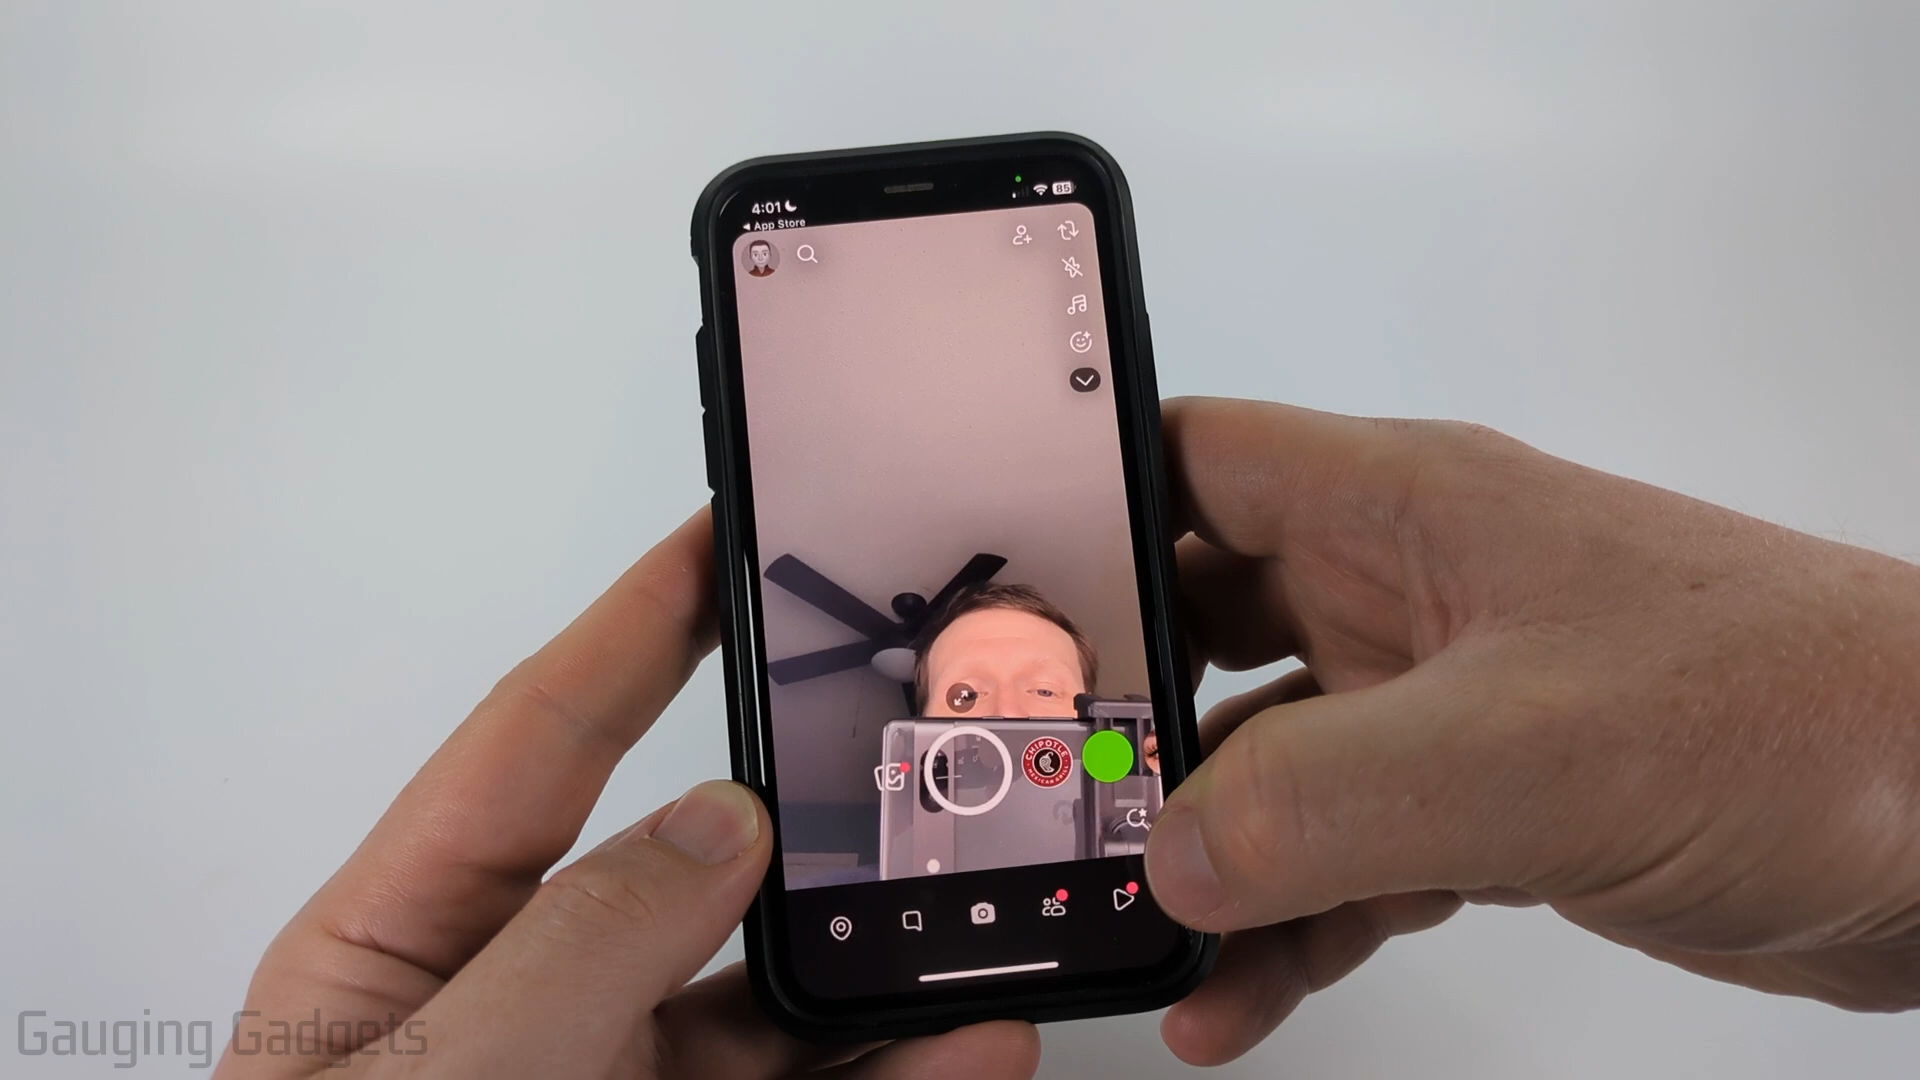 4:01
85
◄ App Store
CHIPOTLE
MEXICAN GRILL
Gauging Gadgets